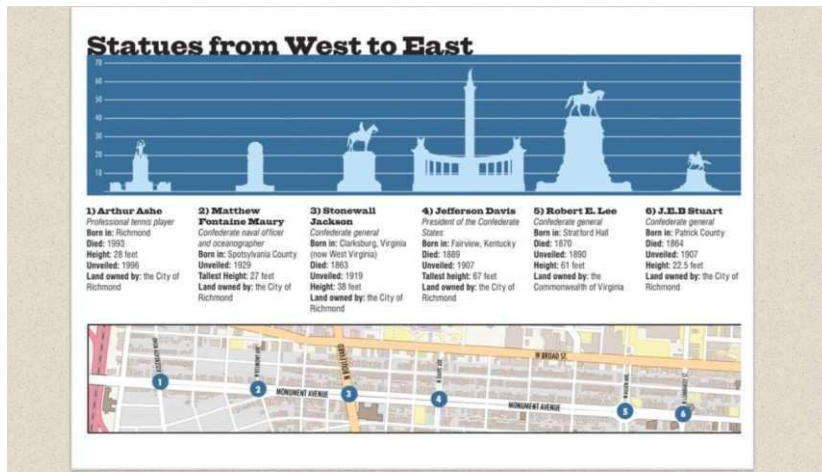 Statues from West to East
70
60
50
40
30
20
10
1) Arthur Ashe
Professional tennis player
Born in: Richmond
Died: 1993
Height: 28 feet
Unveiled: 1996
Land owned by: the City of
Richmond
2) Matthew
Fontaine Maury
Confederate naval officer
and oceanographer
Born in: Spotsylvania County
Unveiled: 1929
Tallest Height: 27 feet
Land owned by: the City of
Richmond
3) Stonewall
Jackson
Confederate general
Born in: Clarksburg, Virginia
(now West Virginia)
Died: 1863
Unveiled: 1919
Height: 38 feet
Land owned by: the City of
Richmond
4) Jefferson Davis
President of the Confederate
States
Born in: Fairview, Kentucky
Died: 1889
Unveiled: 1907
Tallest height: 67 feet
Land owned by: the City of
Richmond
5) Robert E. Lee
Confederate general
Born in: Stratford Hall
Died: 1870
Unveiled: 1890
Height: 61 feet
Land owned by: the
Commonwealth of Virginia
6) J.E.B Stuart
Confederate general
Born in: Patrick County
Died: 1864
Unveiled: 1907
Height: 22.5 feet
Land owned by: the City of
Richmond
W BROAD ST.
MONUMENT AVENUE
MONUMENT AVENUE
1
2
3
4
5
6